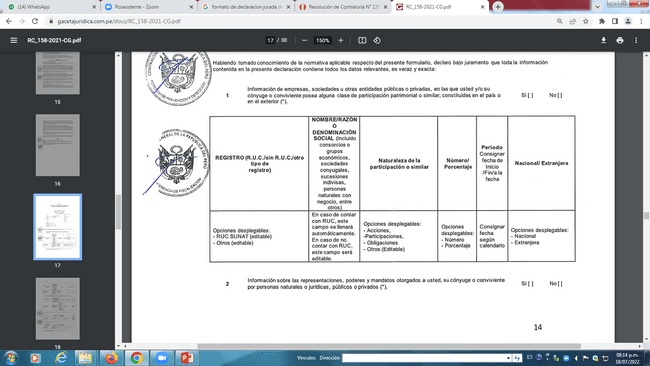 (4) WhatsApp
Rosasistente - Zoom
formato de declaracion jurada de
Resolución de Contraloría N° 15
RC_158-2021-CG.pdf
gacetajuridica.com.pe/docs/RC_158-2021-CG.pdf
RC_158-2021-CG.pdf
17 / 30
150%
15
16
17
18
Habiendo tomado conocimiento de la normativa aplicable respecto del presente formulario, declaro bajo juramento que toda la información
contenida en la presente declaración contiene todos los datos relevantes, es veraz y exacta:
1 Información de empresas, sociedades u otras entidades públicas o privadas, en las que usted y/o su
cónyuge o conviviente posea alguna clase de participación patrimonial o similar; constituidas en el país o
en el exterior (*).
Sí [ ] No [ ]
REGISTRO (R.U.C./sin R.U.C./otro
tipo de
registro)
NOMBRE/RAZÓN
O
DENOMINACIÓN
SOCIAL (incluido
consorcios o
grupos
económicos,
sociedades
conyugales,
sucesiones
indivisas,
personas
naturales con
negocio, entre
otros)
Naturaleza de la
participación o similar
Número/
Porcentaje
Periodo
Consignar
fecha de
Inicio
/Fin/a la
fecha
Nacional/ Extranjera
Opciones desplegables:
- RUC SUNAT (editable)
- Otros (editable)
En caso de contar
con RUC, este
campo se llenará
automáticamente.
En caso de no
contar con RUC,
este campo será
editable.
Opciones desplegables:
- Acciones,
-Participaciones,
- Obligaciones
- Otros (Editable)
Opciones
desplegables:
- Número
- Porcentaje
Consignar
fecha
según
calendario
Opciones desplegables:
- Nacional
- Extranjera
2 Información sobre las representaciones, poderes y mandatos otorgados a usted, su cónyuge o conviviente
por personas naturales o jurídicas, públicos o privados (*).
Sí [ ] No [ ]
14
Vínculos Dirección
ES
08:14 p.m.
18/07/2022